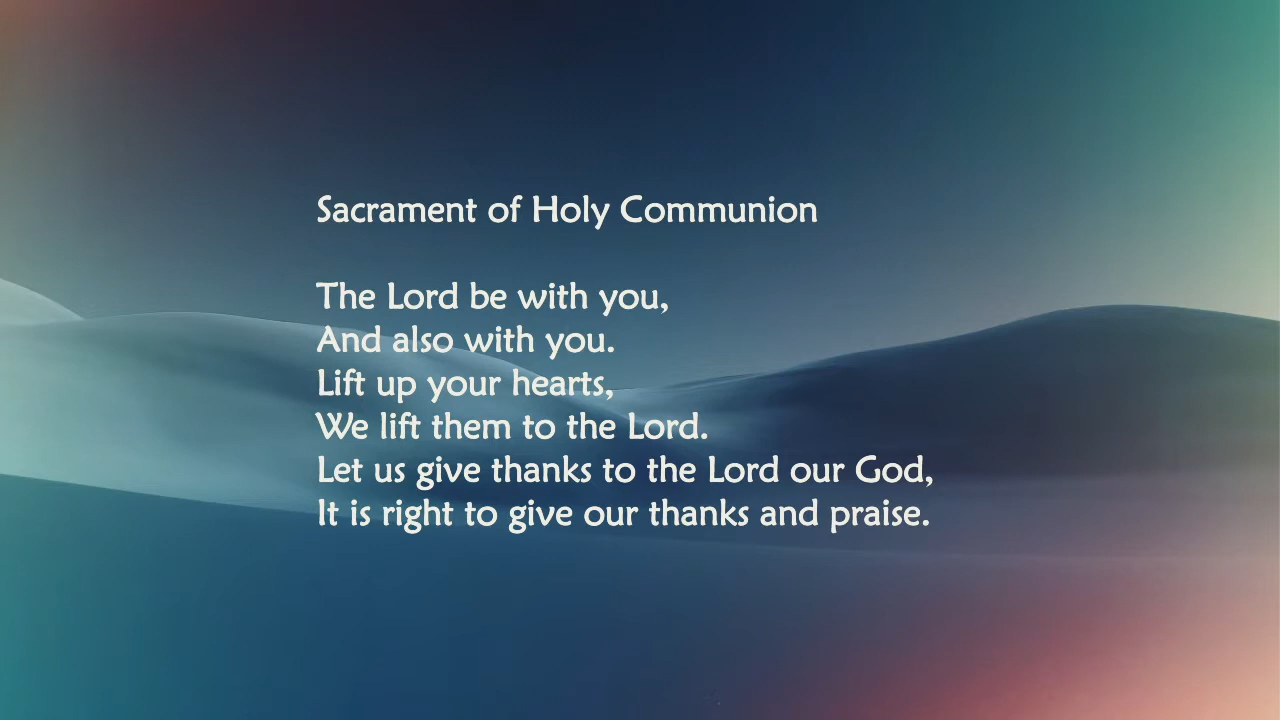 Sacrament of Holy Communion
The Lord be with you,
And also with you.
Lift up your hearts,
We lift them to the Lord.
Let us give thanks to the Lord our God,
It is right to give our thanks and praise.